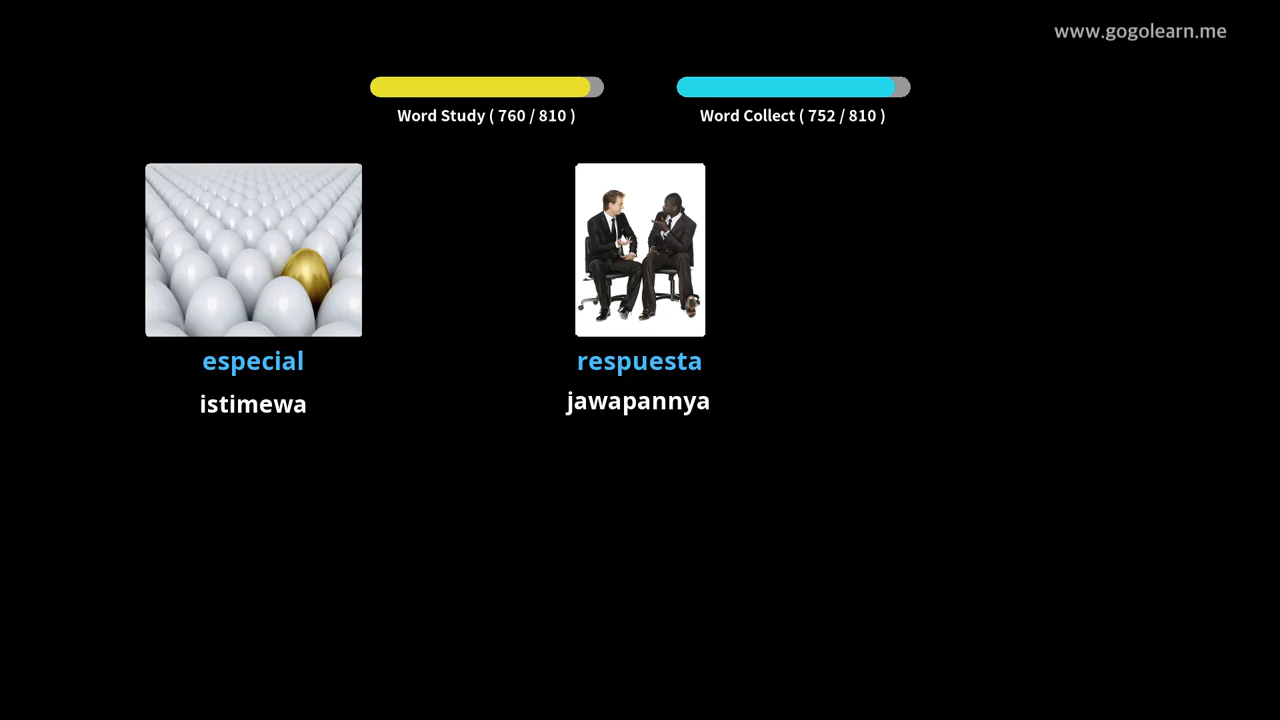 www.gogolearn.me
Word Study ( 760 / 810 )
Word Collect ( 752 / 810 )
especial
istimewa
respuesta
jawapannya